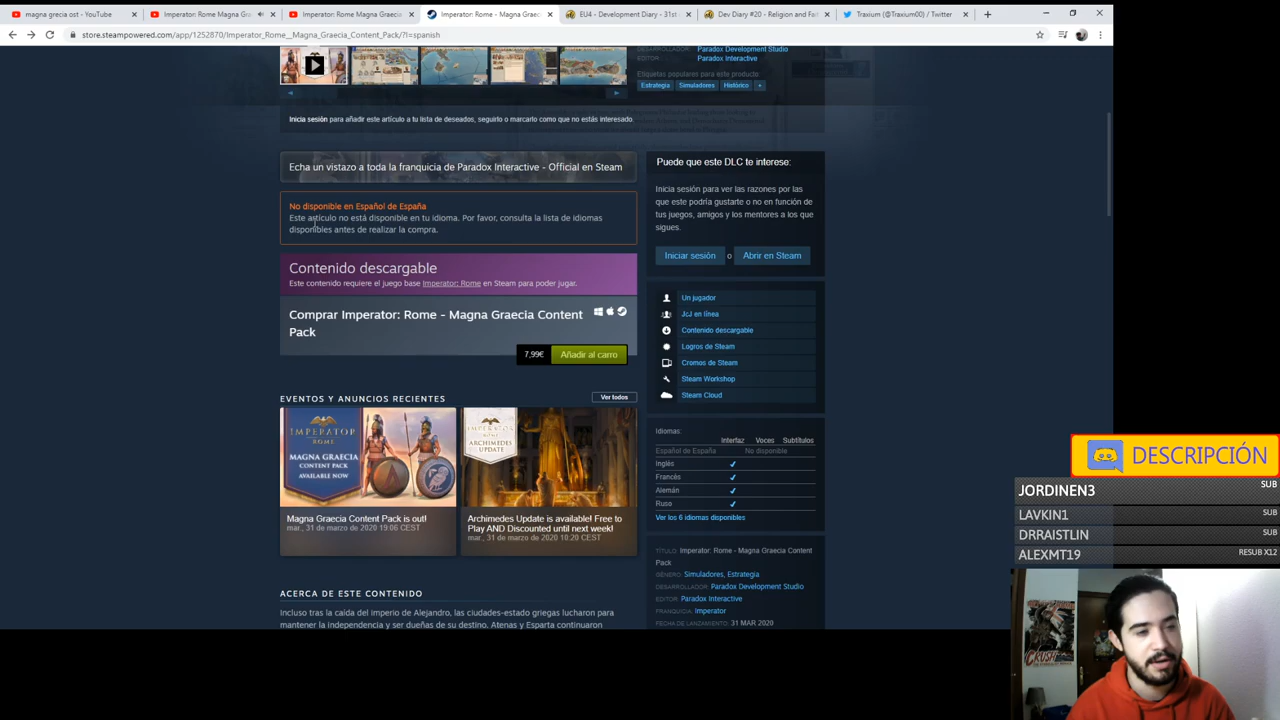 magna grecia ost - YouTube
Imperator: Rome Magna Gra
Imperator: Rome Magna Graecia
Imperator: Rome - Magna Graec
EU4 - Development Diary - 31st
Dev Diary #20 - Religion and Fai
Traxium (@Traxium00) / Twitter
store.steampowered.com/app/1252870/Imperator_Rome__Magna_Graecia_Content_Pack/?l=spanish
DESARROLLADOR: Paradox Development Studio
EDITOR: Paradox Interactive
Etiquetas populares para este producto:
Estrategia Simuladores Histórico +
Inicia sesión para añadir este artículo a tu lista de deseados, seguirlo o marcarlo como que no estás interesado.
Echa un vistazo a toda la franquicia de Paradox Interactive - Official en Steam
No disponible en Español de España
Este artículo no está disponible en tu idioma. Por favor, consulta la lista de idiomas
disponibles antes de realizar la compra.
Contenido descargable
Este contenido requiere el juego base Imperator: Rome en Steam para poder jugar.
Comprar Imperator: Rome - Magna Graecia Content
Pack
7,99€ Añadir al carro
EVENTOS Y ANUNCIOS RECIENTES
Ver todos
IMPERATOR
ROME
MAGNA GRAECIA
CONTENT PACK
AVAILABLE NOW
IMPERATOR
ROME
ARCHIMEDES
UPDATE
Magna Graecia Content Pack is out!
mar., 31 de marzo de 2020 19:06 CEST
Archimedes Update is available! Free to
Play AND Discounted until next week!
mar., 31 de marzo de 2020 10:20 CEST
ACERCA DE ESTE CONTENIDO
Incluso tras la caída del imperio de Alejandro, las ciudades-estado griegas lucharon para
mantener la independencia y ser dueñas de su destino. Atenas y Esparta continuaron
Puede que este DLC te interese:
Inicia sesión para ver las razones por las
que este podría gustarte o no en función de
tus juegos, amigos y los mentores a los que
sigues.
Iniciar sesión o Abrir en Steam
Un jugador
JcJ en línea
Contenido descargable
Logros de Steam
Cromos de Steam
Steam Workshop
Steam Cloud
Idiomas:
Interfaz Voces Subtítulos
Español de España No disponible
Inglés ✔
Francés ✔
Alemán ✔
Ruso ✔
Ver los 6 idiomas disponibles
TÍTULO: Imperator: Rome - Magna Graecia Content
Pack
GÉNERO: Simuladores, Estrategia
DESARROLLADOR: Paradox Development Studio
EDITOR: Paradox Interactive
FRANQUICIA: Imperator
FECHA DE LANZAMIENTO: 31 MAR 2020
DESCRIPCIÓN
JORDINEN3 SUB
LAVKIN1 SUB
DRRAISTLIN SUB
ALEXMT19 RESUB X12